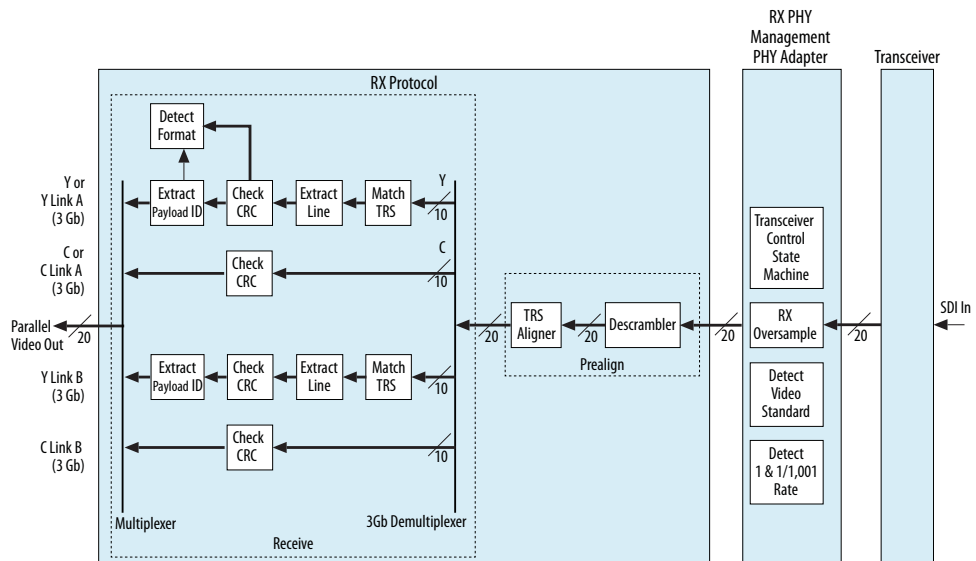 RX PHY
Management
PHY Adapter
Transceiver
RX Protocol
Detect
Format
Y or
Y Link A
(3 Gb)
Extract
Payload ID
Check
CRC
Extract
Line
Match
TRS
Y
10
C or
C Link A
(3 Gb)
Check
CRC
C
10
Transceiver
Control
State
Machine
Parallel
Video Out
20
20
TRS
Aligner
20
Descrambler
20
RX
Oversample
20
SDI In
Prealign
Y Link B
(3 Gb)
Extract
Payload ID
Check
CRC
Extract
Line
Match
TRS
10
Detect
Video
Standard
C Link B
(3 Gb)
Check
CRC
10
Detect
1 & 1/1,001
Rate
Multiplexer
3Gb Demultiplexer
Receive